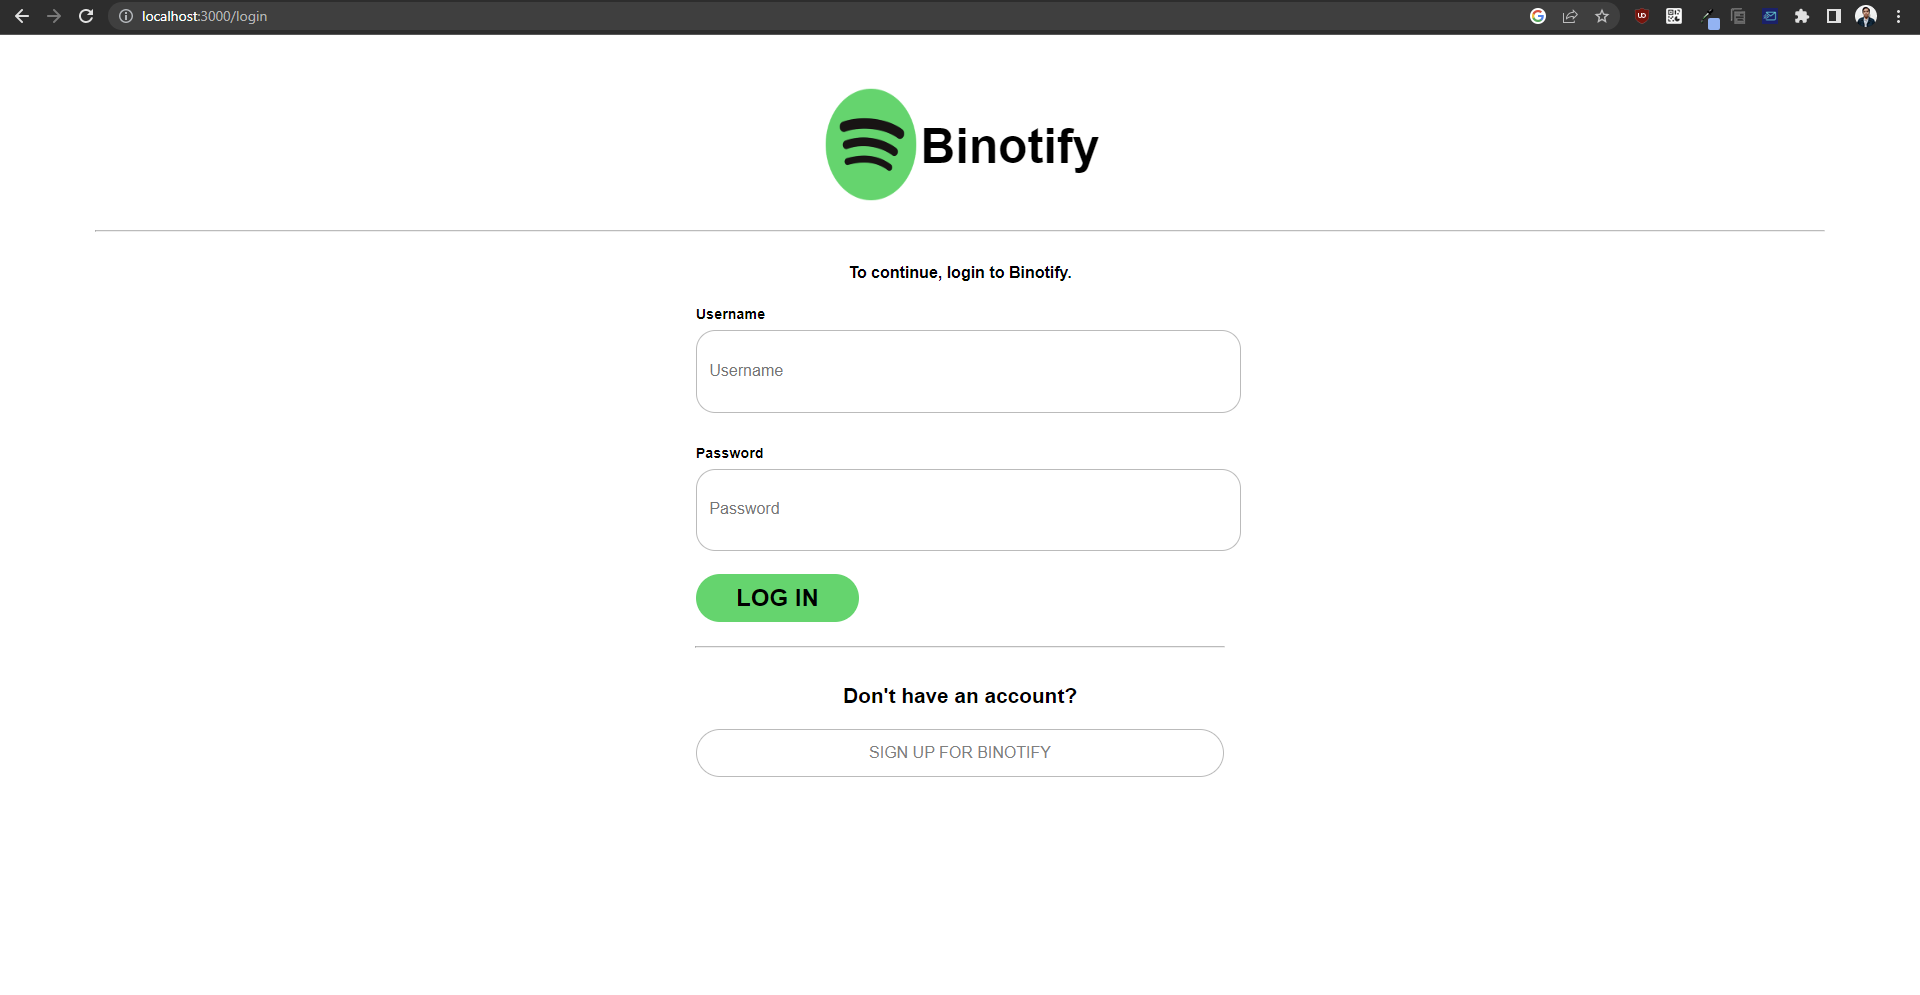 localhost:3000/login
Binotify
To continue, login to Binotify.
Username
Username
Password
Password
LOG IN
Don't have an account?
SIGN UP FOR BINOTIFY